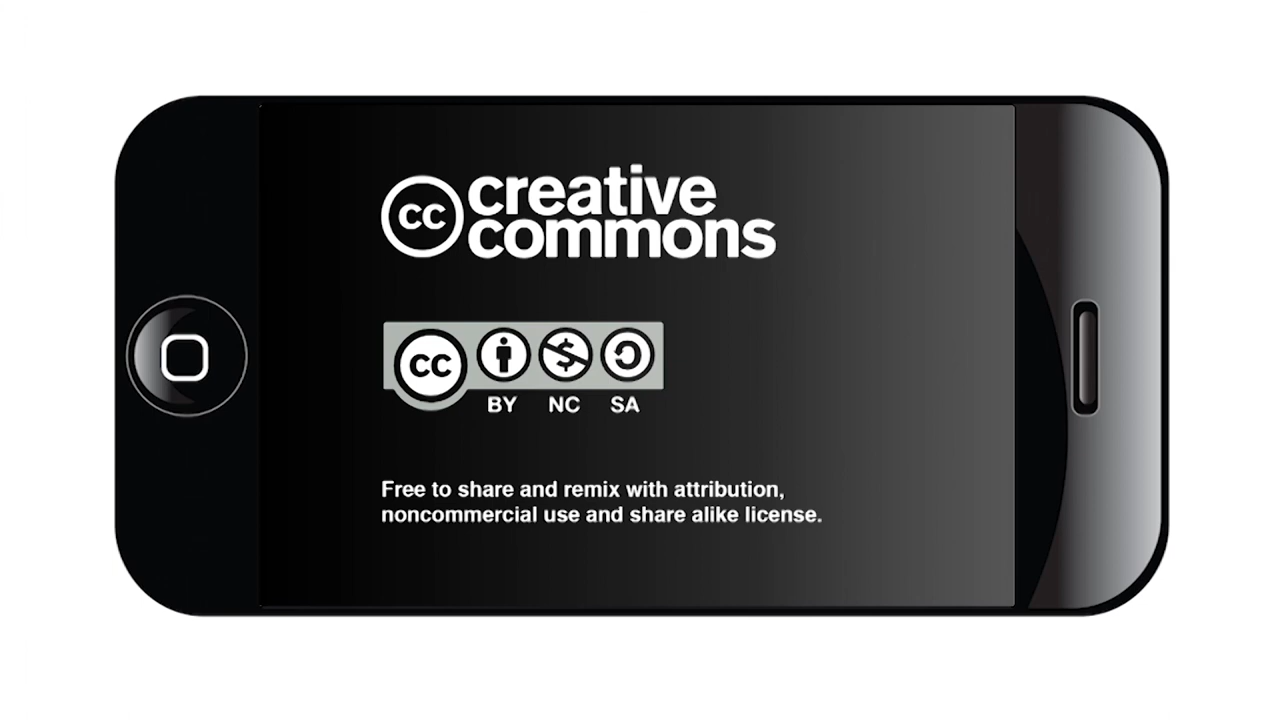 cc creative
commons
cc
BY NC SA
Free to share and remix with attribution,
noncommercial use and share alike license.